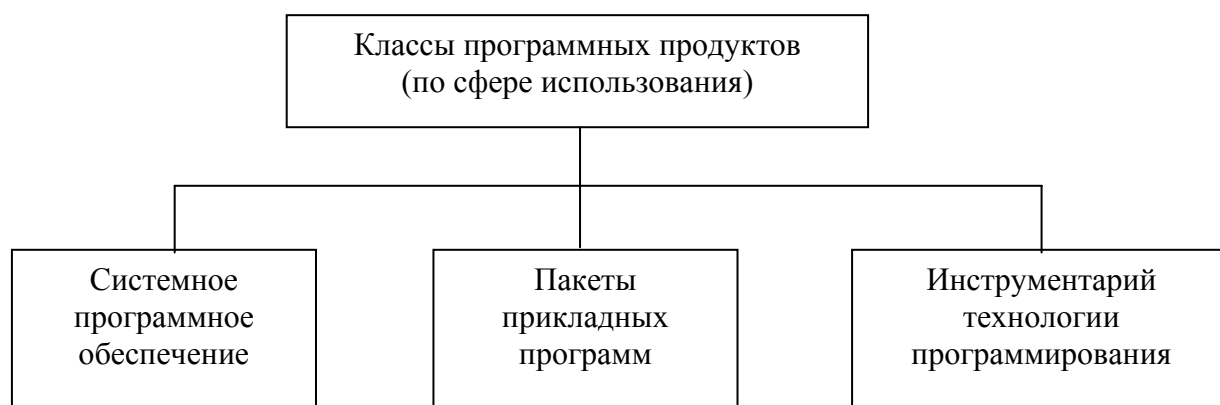 Классы программных продуктов
(по сфере использования)
Системное
программное
обеспечение
Пакеты
прикладных
программ
Инструментарий
технологии
программирования